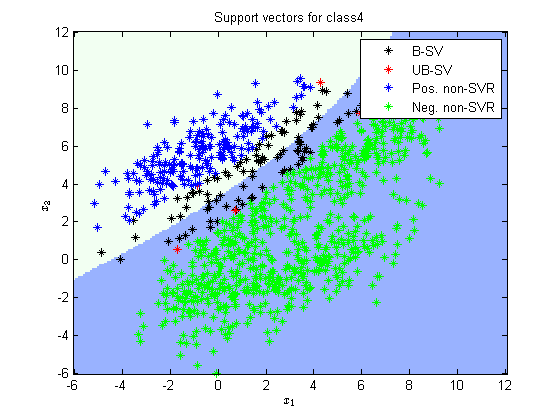 Support vectors for class4
B-SV
UB-SV
Pos. non-SVR
Neg. non-SVR
12
10
8
6
4
2
0
-2
-4
-6
x₂
-6 -4 -2 0 2 4 6 8 10 12
x₁